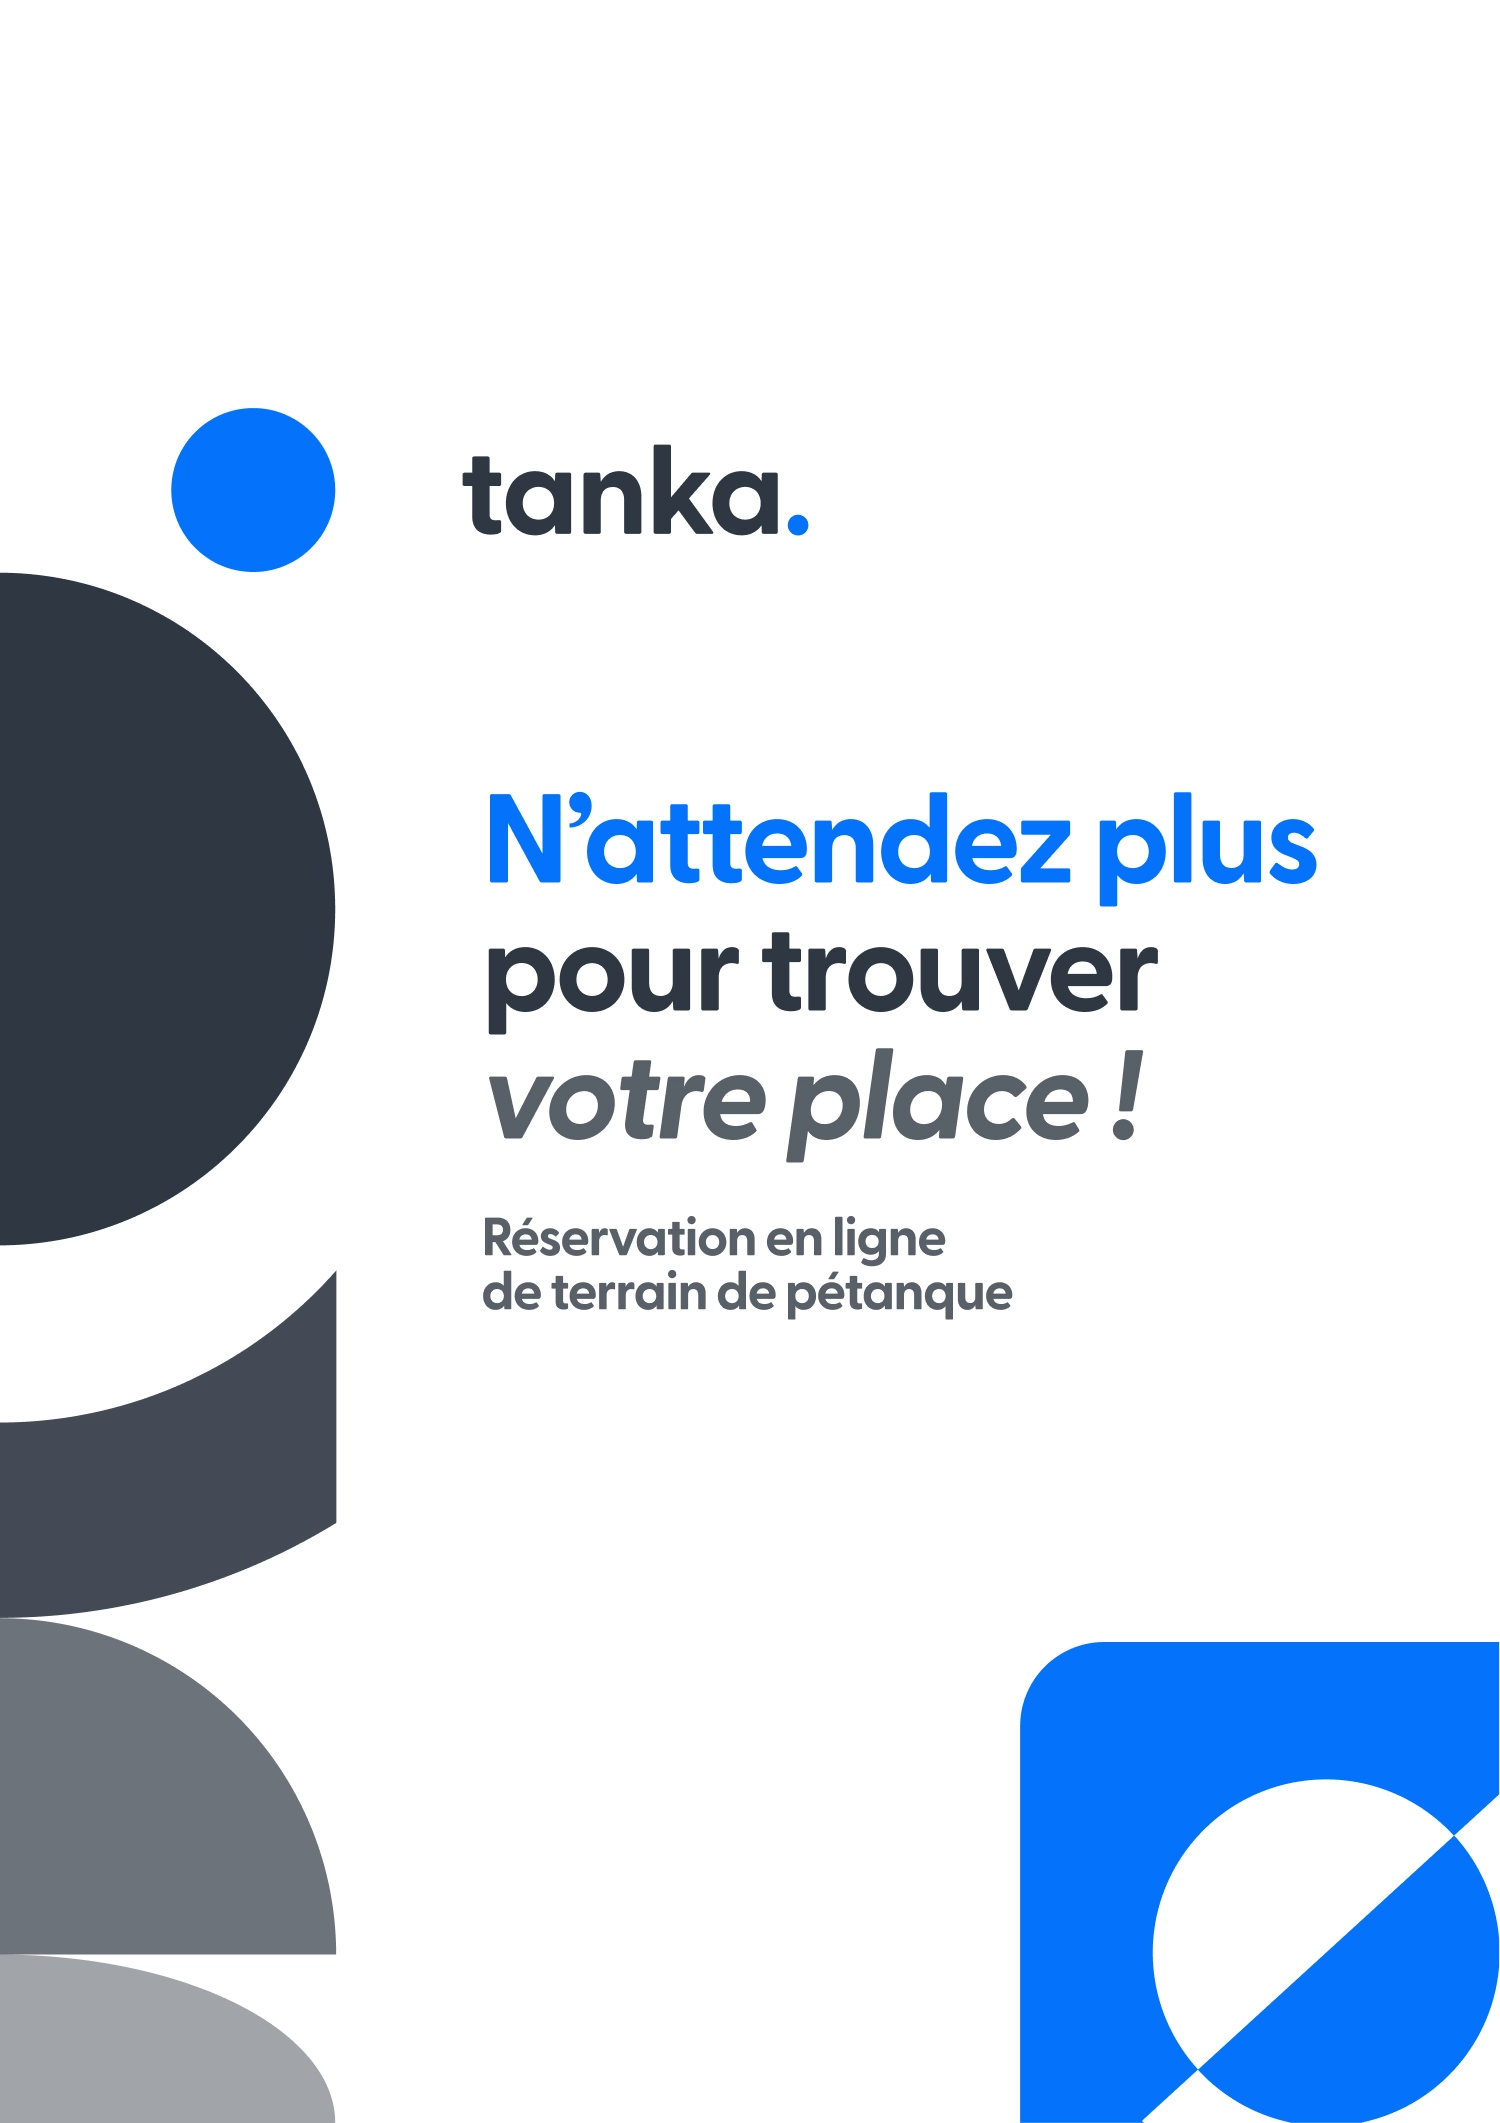 tanka.
N’attendez plus
pour trouver
votre place !
Réservation en ligne
de terrain de pétanque